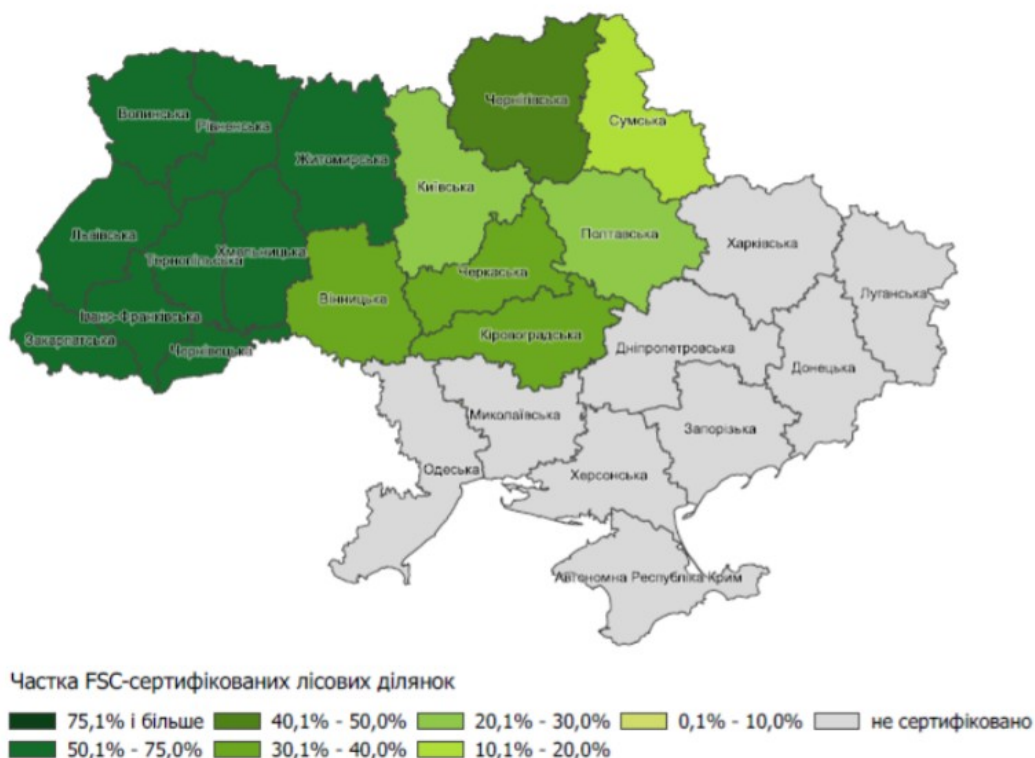 Чернігівська
Сумська
Волинська
Рівненська
Житомирська
Київська
Полтавська
Харківська
Львівська
Тернопільська
Хмельницька
Черкаська
Луганська
Вінницька
Івано-Франківська
Закарпатська
Чернівецька
Кіровоградська
Дніпропетровська
Донецька
Миколаївська
Запорізька
Одеська
Херсонська
Автономна Республіка Крим
Частка FSC-сертифікованих лісових ділянок
75,1% і більше 40,1% - 50,0% 20,1% - 30,0% 0,1% - 10,0% не сертифіковано
50,1% - 75,0% 30,1% - 40,0% 10,1% - 20,0%